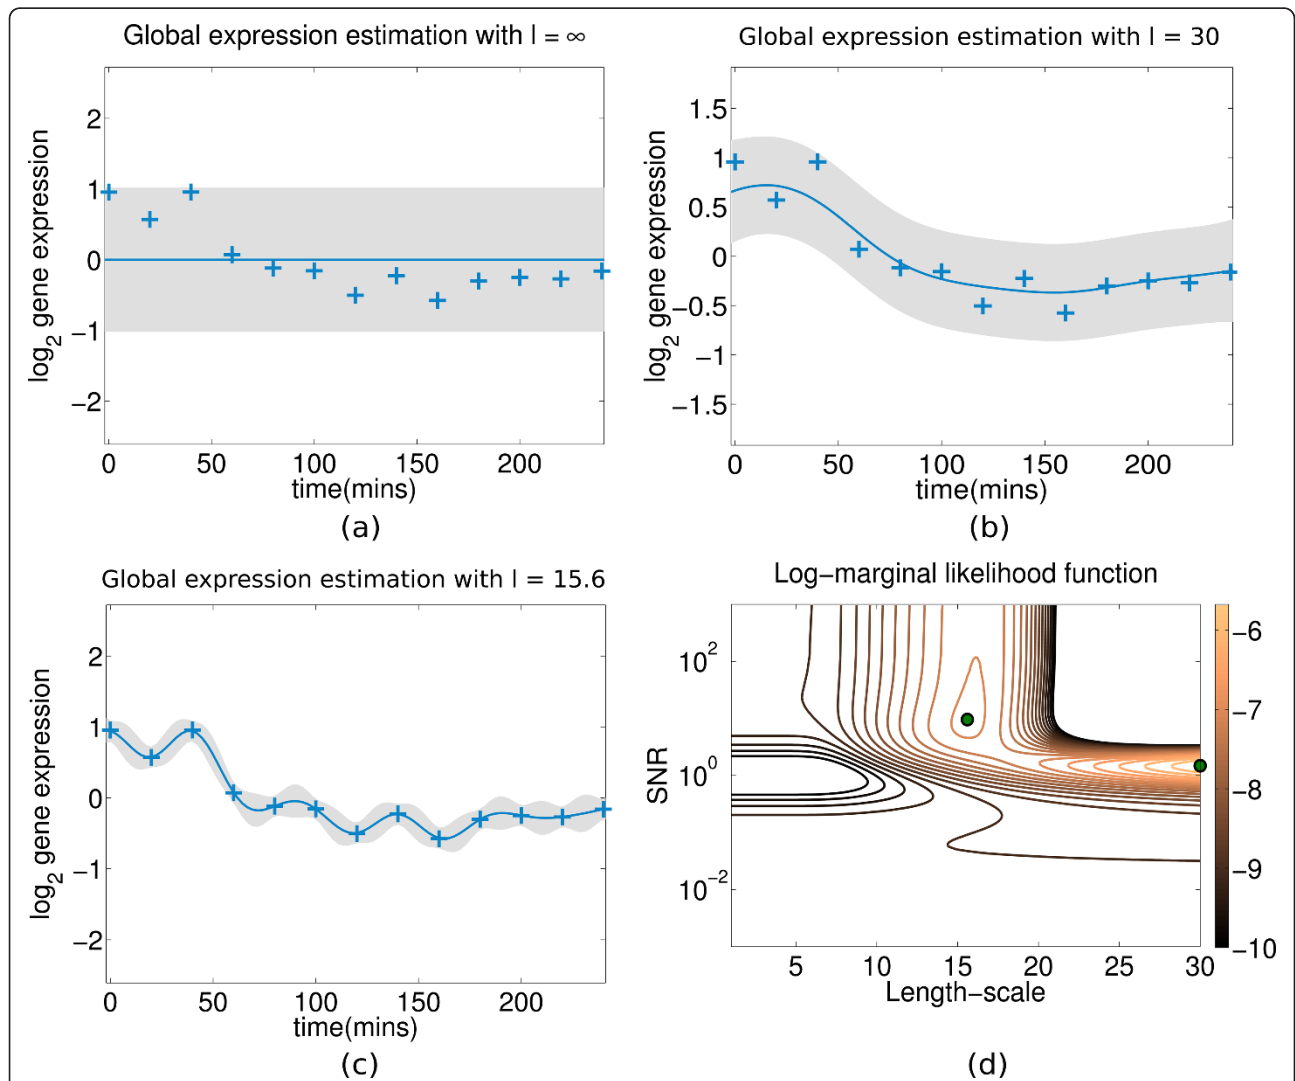 Global expression estimation with l = ∞
log₂ gene expression
2
1
0
−1
−2
0 50 100 150 200
time(mins)
(a)
Global expression estimation with l = 30
log₂ gene expression
1.5
1
0.5
0
−0.5
−1
−1.5
0 50 100 150 200
time(mins)
(b)
Global expression estimation with l = 15.6
log₂ gene expression
2
1
0
−1
−2
0 50 100 150 200
time(mins)
(c)
Log−marginal likelihood function
SNR
10²
10⁰
10⁻²
5 10 15 20 25 30
Length−scale
−6
−7
−8
−9
−10
(d)